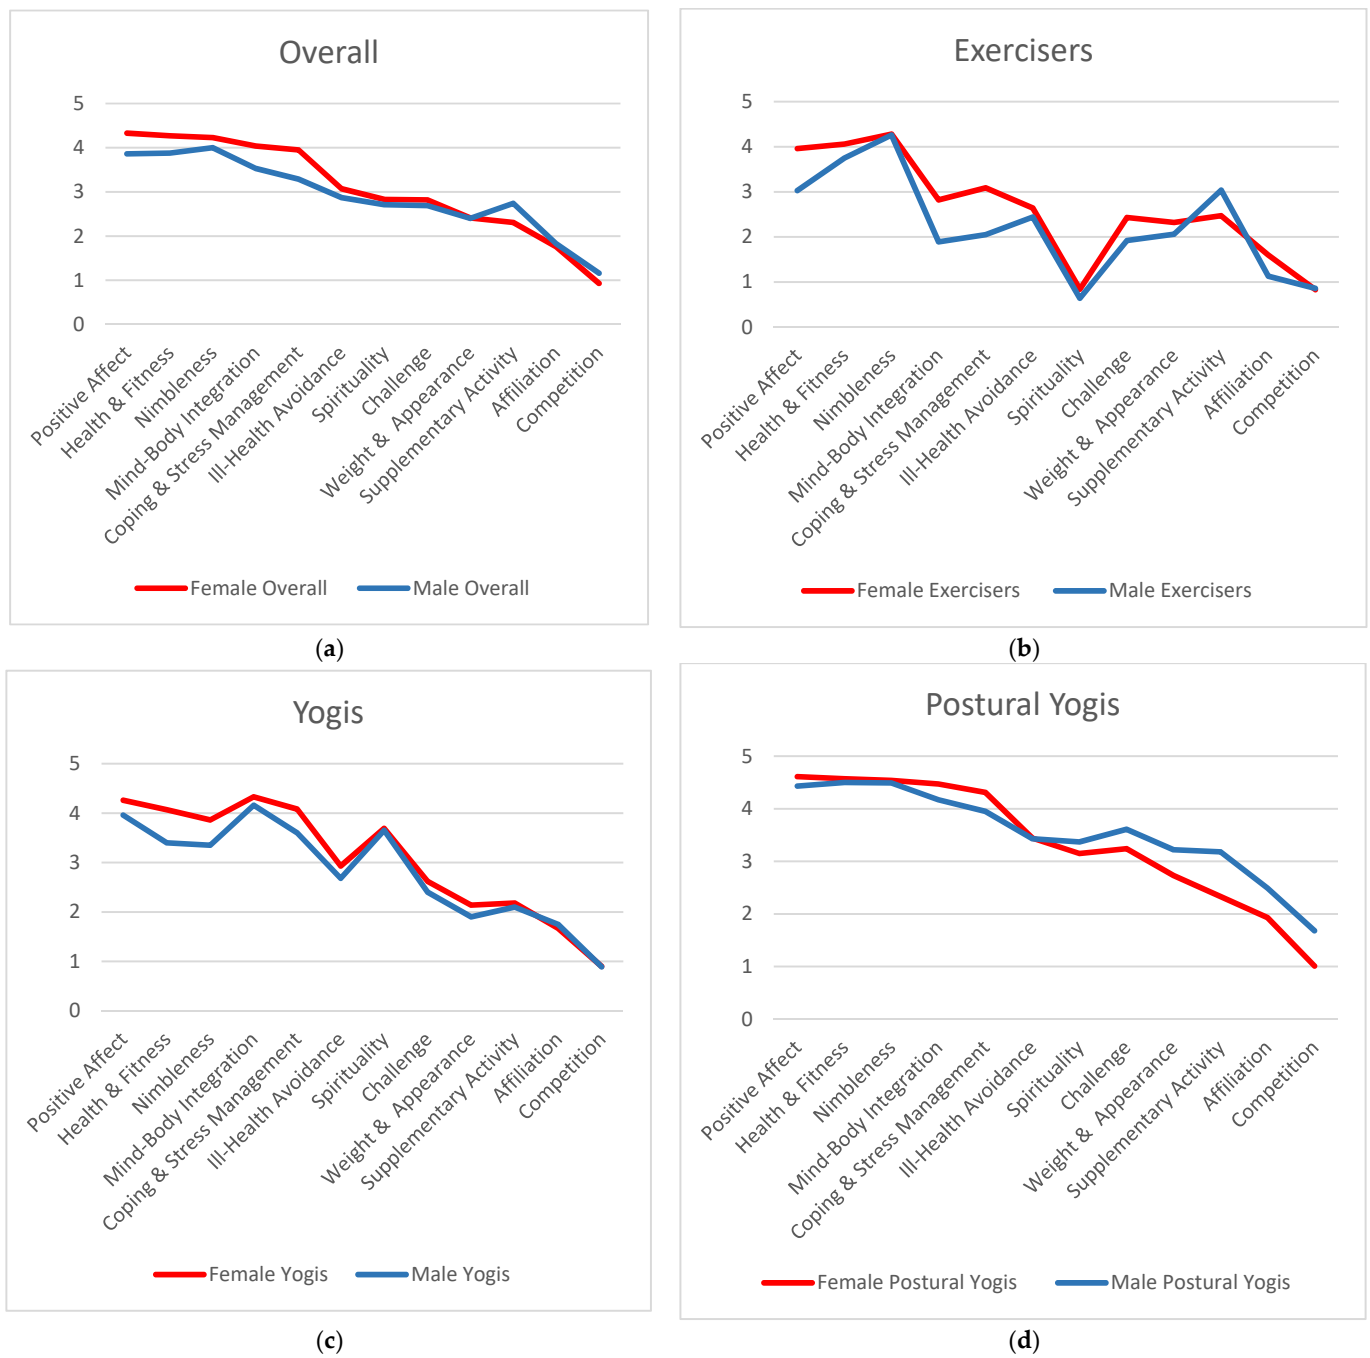 Overall
5
4
3
2
1
0
Positive Affect
Health & Fitness
Nimbleness
Mind-Body Integration
Coping & Stress Management
Ill-Health Avoidance
Spirituality
Challenge
Weight & Appearance
Supplementary Activity
Affiliation
Competition
Female Overall
Male Overall
(a)
Exercisers
5
4
3
2
1
0
Positive Affect
Health & Fitness
Nimbleness
Mind-Body Integration
Coping & Stress Management
Ill-Health Avoidance
Spirituality
Challenge
Weight & Appearance
Supplementary Activity
Affiliation
Competition
Female Exercisers
Male Exercisers
(b)
Yogis
5
4
3
2
1
0
Positive Affect
Health & Fitness
Nimbleness
Mind-Body Integration
Coping & Stress Management
Ill-Health Avoidance
Spirituality
Challenge
Weight & Appearance
Supplementary Activity
Affiliation
Competition
Female Yogis
Male Yogis
(c)
Postural Yogis
5
4
3
2
1
0
Positive Affect
Health & Fitness
Nimbleness
Mind-Body Integration
Coping & Stress Management
Ill-Health Avoidance
Spirituality
Challenge
Weight & Appearance
Supplementary Activity
Affiliation
Competition
Female Postural Yogis
Male Postural Yogis
(d)